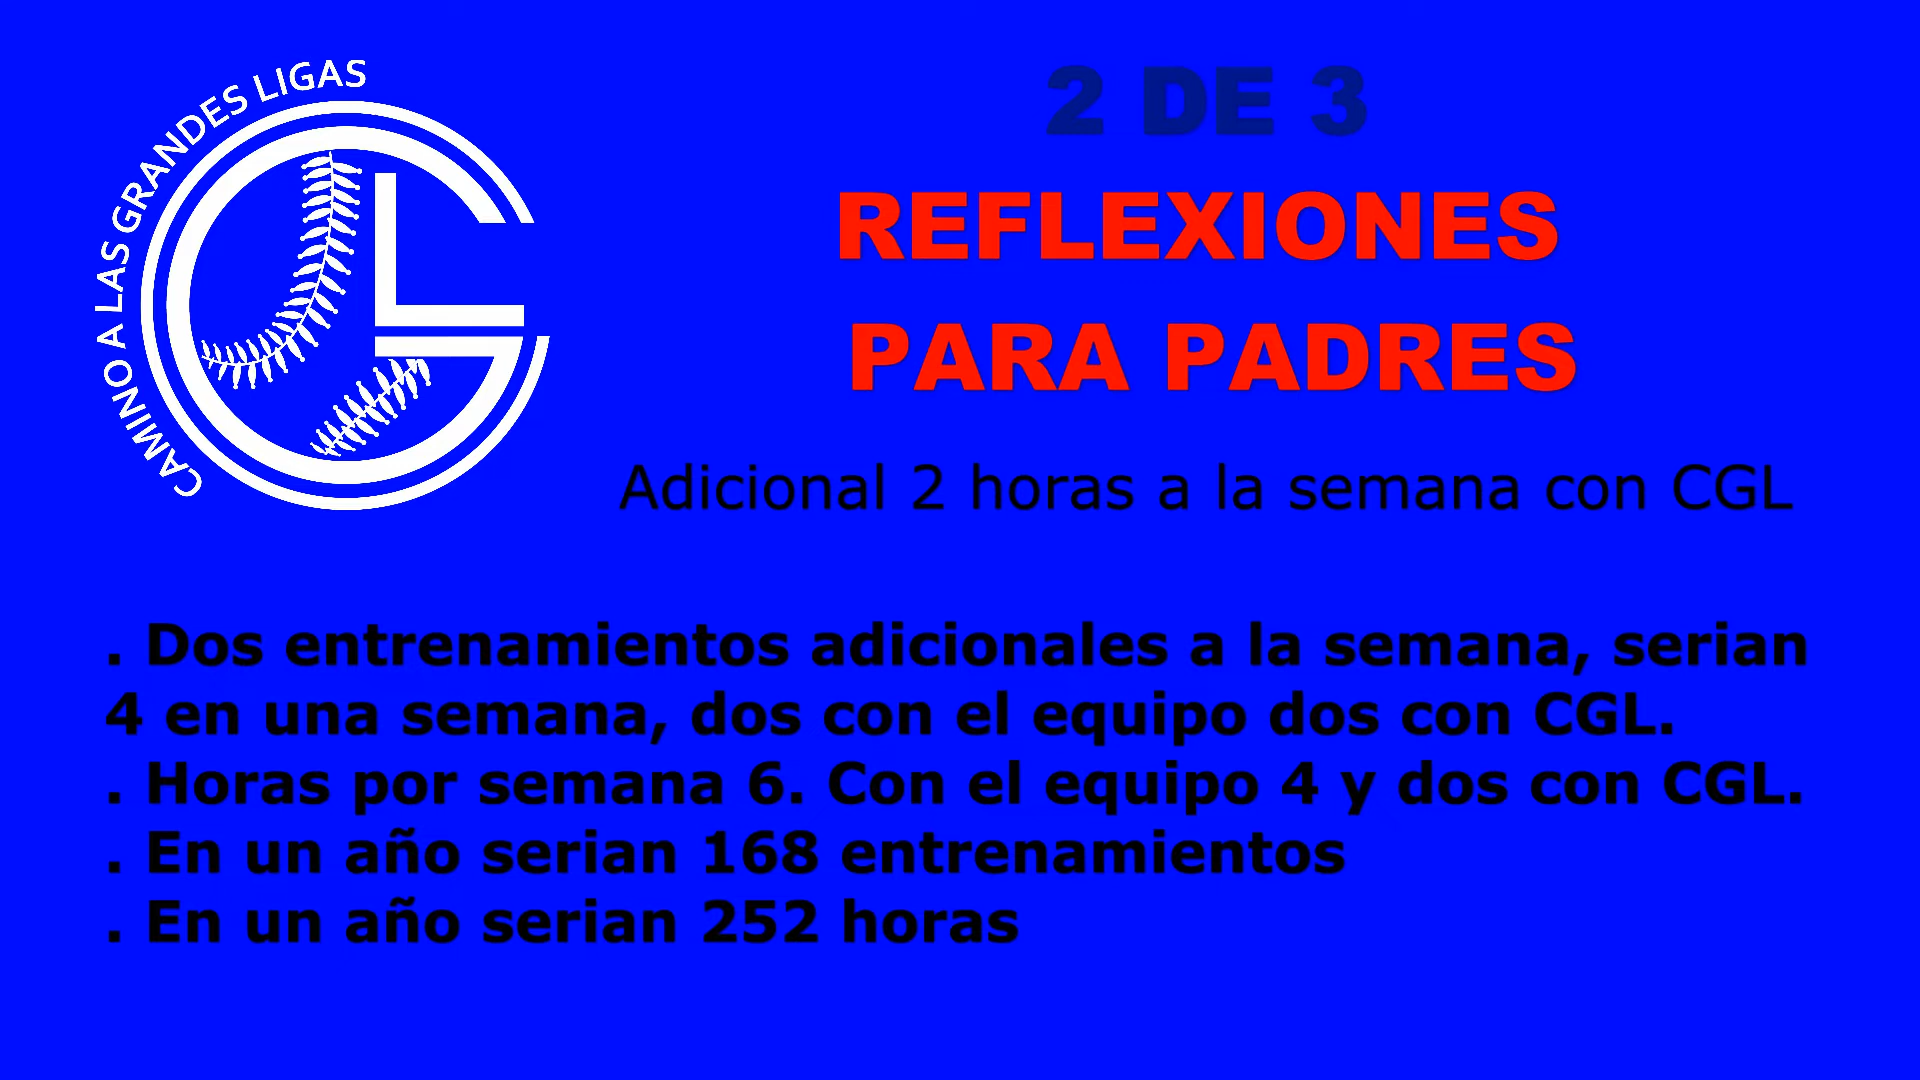 CAMINO A LAS GRANDES LIGAS
2 DE 3
REFLEXIONES
PARA PADRES
Adicional 2 horas a la semana con CGL
. Dos entrenamientos adicionales a la semana, serian
4 en una semana, dos con el equipo dos con CGL.
. Horas por semana 6. Con el equipo 4 y dos con CGL.
. En un año serian 168 entrenamientos
. En un año serian 252 horas